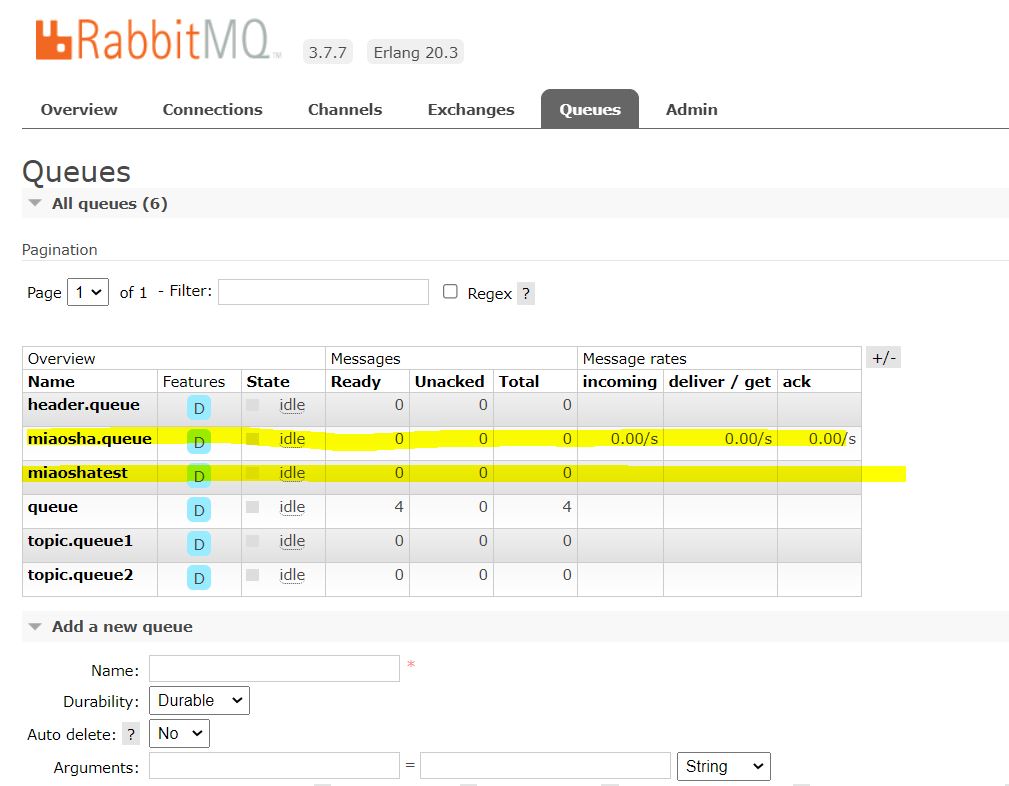 RabbitMQ TM 3.7.7 Erlang 20.3
Overview Connections Channels Exchanges Queues Admin
Queues
All queues (6)
Pagination
Page 1 of 1 - Filter: Regex ?
Overview Messages Message rates +/-
Name Features State Ready Unacked Total incoming deliver / get ack
header.queue D idle 0 0 0
miaosha.queue D idle 0 0 0 0.00/s 0.00/s 0.00/s
miaoshatest D idle 0 0 0
queue D idle 4 0 4
topic.queue1 D idle 0 0 0
topic.queue2 D idle 0 0 0
Add a new queue
Name: *
Durability: Durable
Auto delete: ? No
Arguments: = String